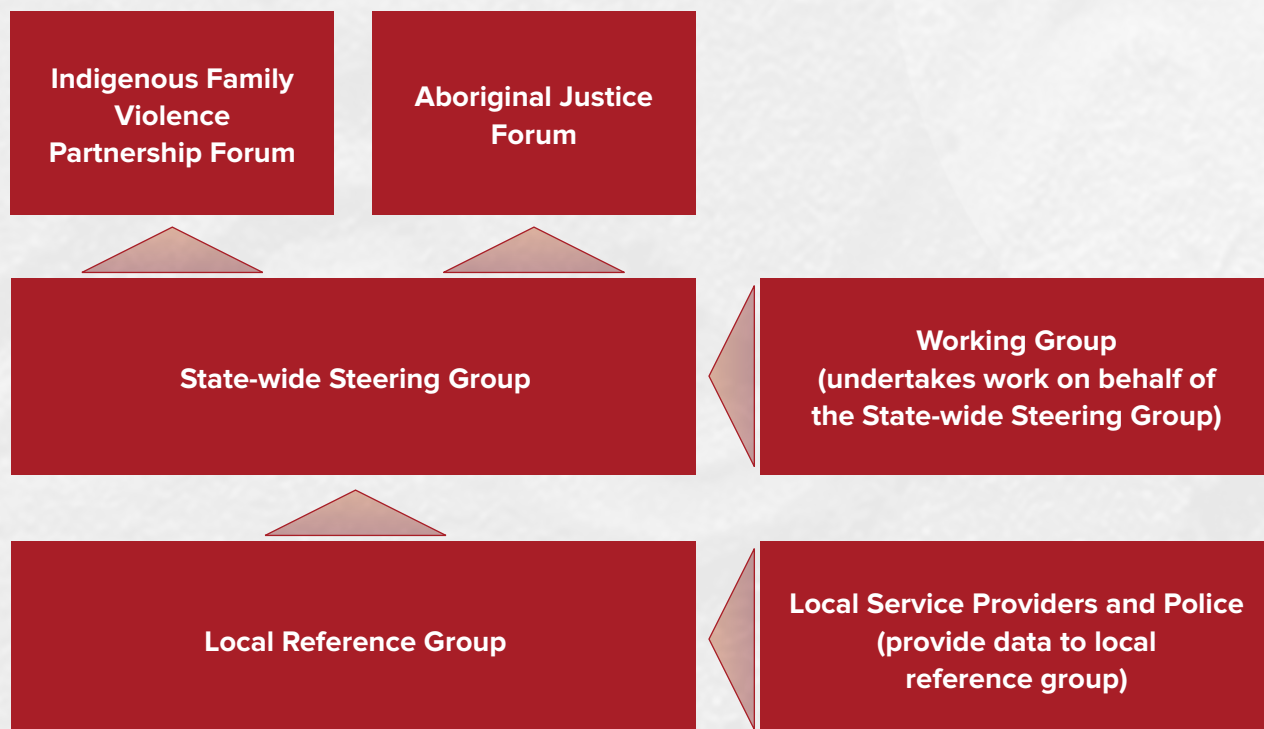 Indigenous Family
Violence
Partnership Forum
Aboriginal Justice
Forum
State-wide Steering Group
Working Group
(undertakes work on behalf of
the State-wide Steering Group)
Local Reference Group
Local Service Providers and Police
(provide data to local
reference group)